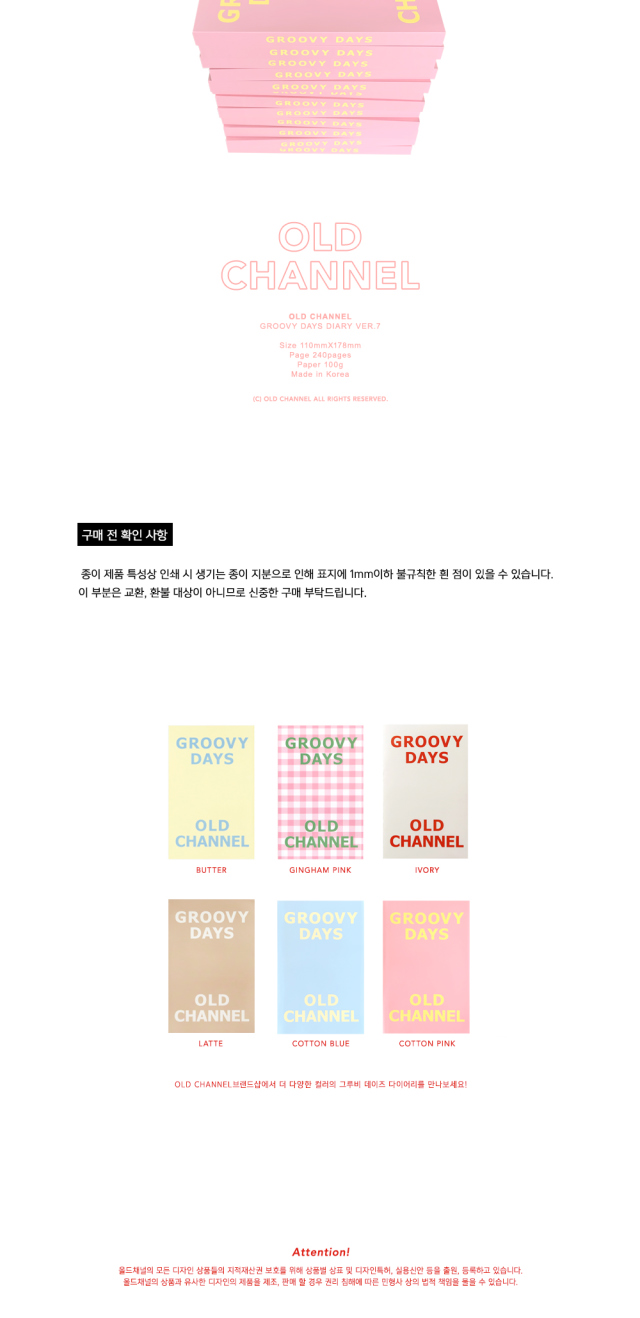 GROOVY DAYS
GROOVY DAYS
GROOVY DAYS
GROOVY DAYS
GROOVY DAYS
GROOVY DAYS
GROOVY DAYS
GROOVY DAYS
GROOVY DAYS
GROOVY DAYS
GROOVY DAYS
OLD
CHANNEL
OLD CHANNEL
GROOVY DAYS DIARY VER.7
Size 110mmX178mm
Page 240pages
Paper 100g
Made in Korea
(C) OLD CHANNEL ALL RIGHTS RESERVED.
구매 전 확인 사항
종이 제품 특성상 인쇄 시 생기는 종이 지분으로 인해 표지에 1mm이하 불규칙한 흰 점이 있을 수 있습니다.
이 부분은 교환, 환불 대상이 아니므로 신중한 구매 부탁드립니다.
GROOVY
DAYS
OLD
CHANNEL
BUTTER
GROOVY
DAYS
OLD
CHANNEL
GINGHAM PINK
GROOVY
DAYS
OLD
CHANNEL
IVORY
GROOVY
DAYS
OLD
CHANNEL
LATTE
GROOVY
DAYS
OLD
CHANNEL
COTTON BLUE
GROOVY
DAYS
OLD
CHANNEL
COTTON PINK
OLD CHANNEL브랜드샵에서 더 다양한 컬러의 그루비 데이즈 다이어리를 만나보세요!
Attention!
올드채널의 모든 디자인 상품들의 지적재산권 보호를 위해 상품별 상표 및 디자인특허, 실용신안 등을 출원, 등록하고 있습니다.
올드채널의 상품과 유사한 디자인의 제품을 제조, 판매 할 경우 권리 침해에 따른 민형사 상의 법적 책임을 물을 수 있습니다.